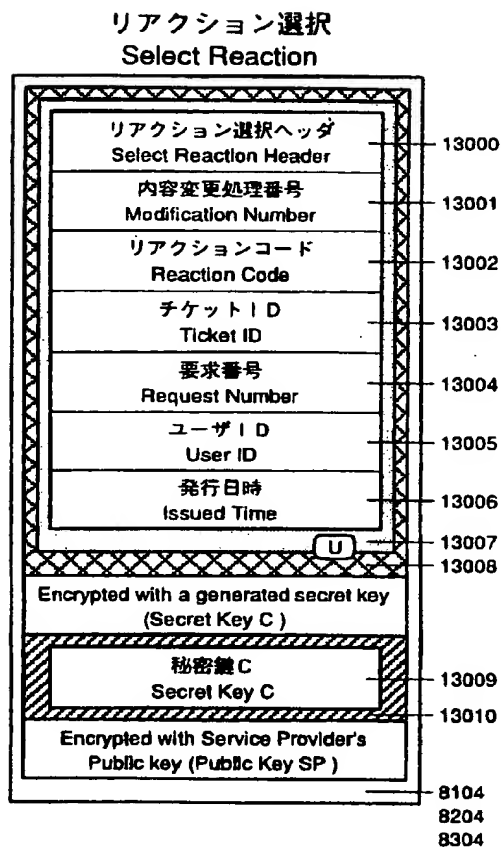 リアクション選択
Select Reaction
リアクション選択ヘッダ
Select Reaction Header
13000
内容変更処理番号
Modification Number
13001
リアクションコード
Reaction Code
13002
チケットID
Ticket ID
13003
要求番号
Request Number
13004
ユーザID
User ID
13005
発行日時
Issued Time
13006
U
13007
13008
Encrypted with a generated secret key
(Secret Key C )
秘密鍵C
Secret Key C
13009
13010
Encrypted with Service Provider's
Public key (Public Key SP )
8104
8204
8304